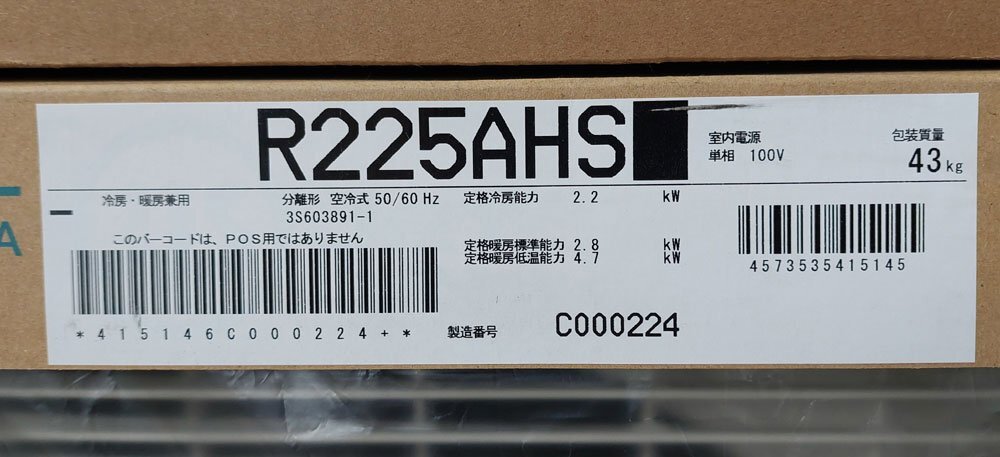 R225AHS
室内電源
単相 100V
包装質量
43kg
冷房・暖房兼用
分離形 空冷式 50/60 Hz
3S603891-1
定格冷房能力 2.2 kW
このバーコードは、POS用ではありません
定格暖房標準能力 2.8 kW
定格暖房低温能力 4.7 kW
4573535415145
*415146C000224+*
製造番号 C000224
A